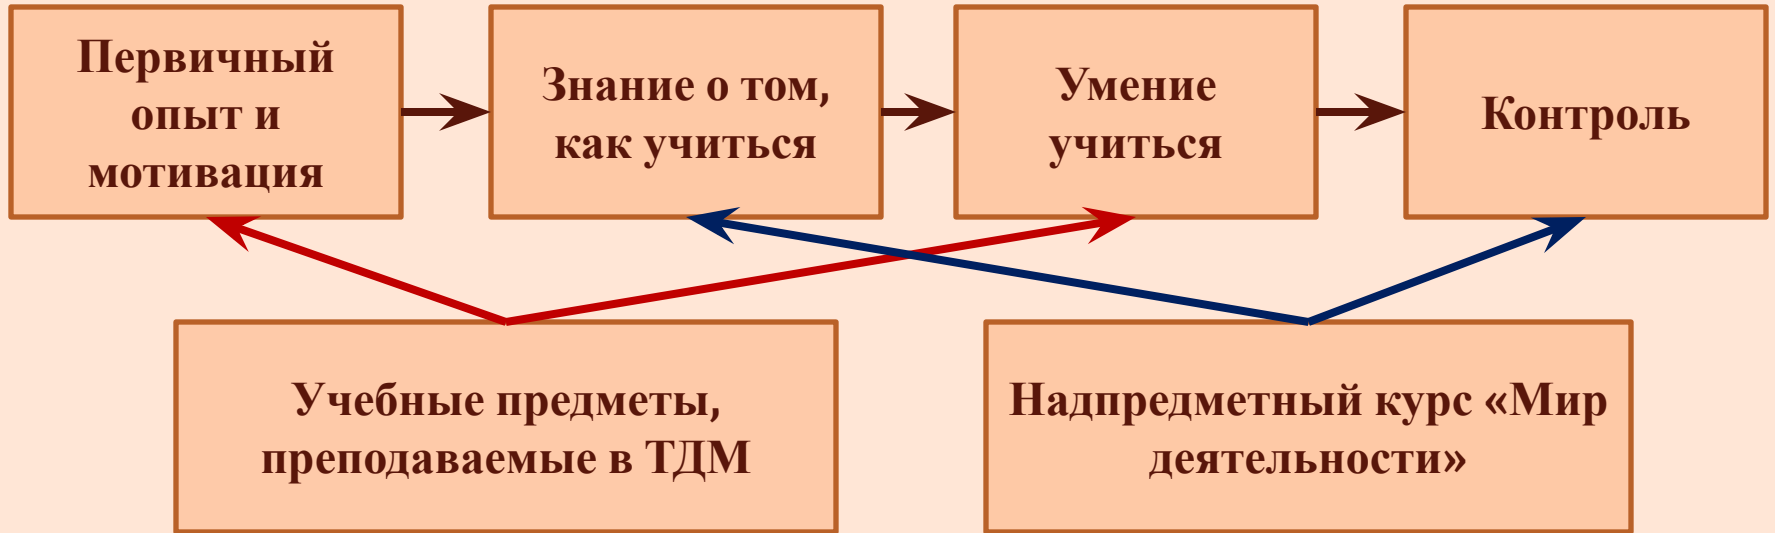 Первичный
опыт и
мотивация
Знание о том,
как учиться
Умение
учиться
Контроль
Учебные предметы,
преподаваемые в ТДМ
Надпредметный курс «Мир
деятельности»